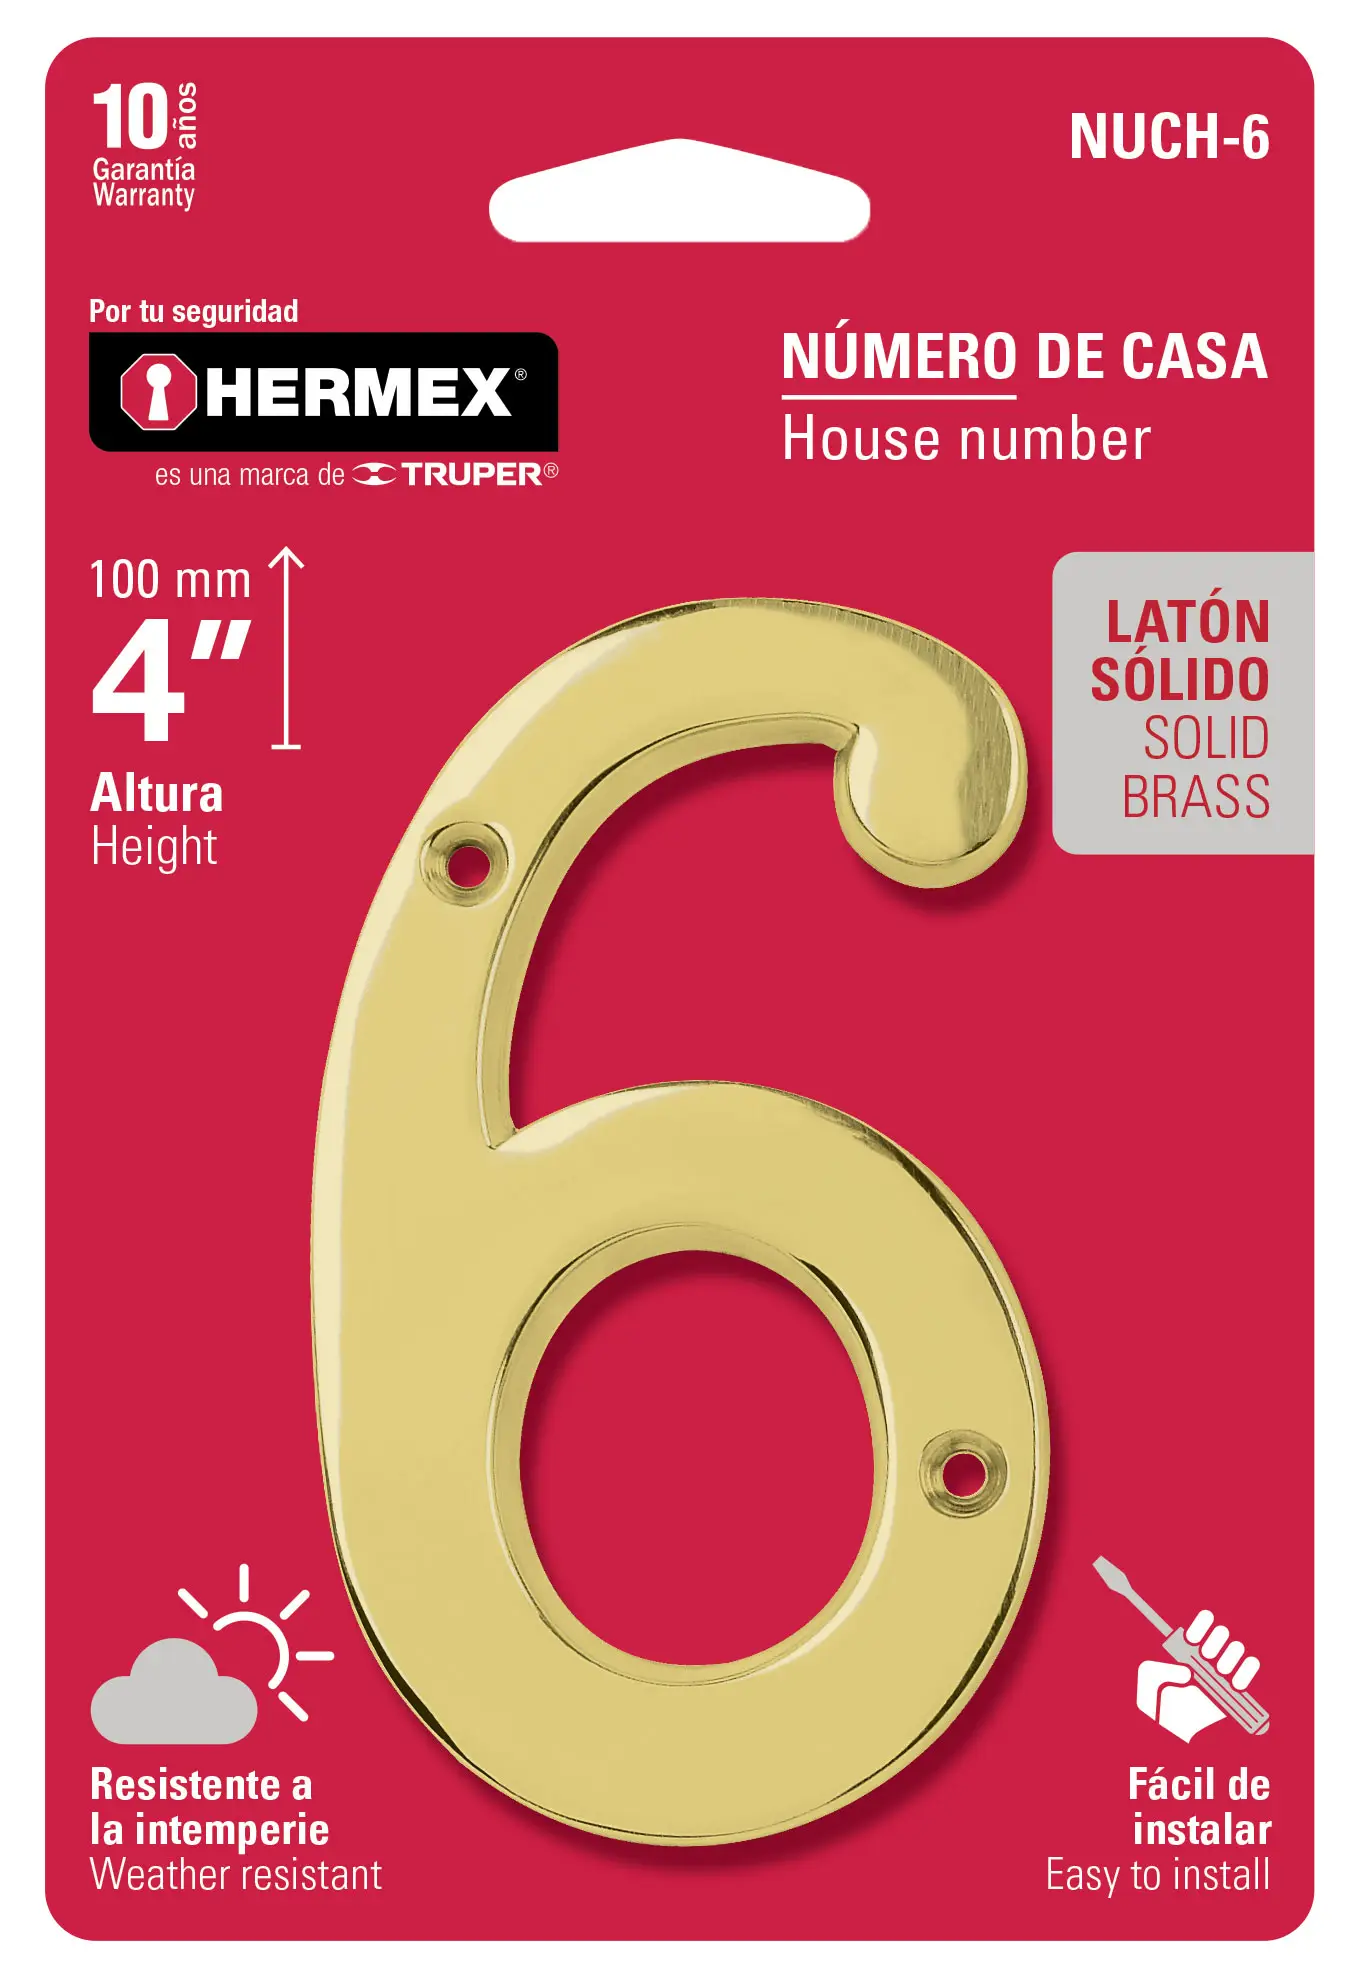 10 años
Garantía
Warranty
NUCH-6
Por tu seguridad
HERMEX®
es una marca de TRUPER®
NÚMERO DE CASA
House number
100 mm
4"
Altura
Height
LATÓN
SÓLIDO
SOLID
BRASS
6
Resistente a
la intemperie
Weather resistant
Fácil de
instalar
Easy to install